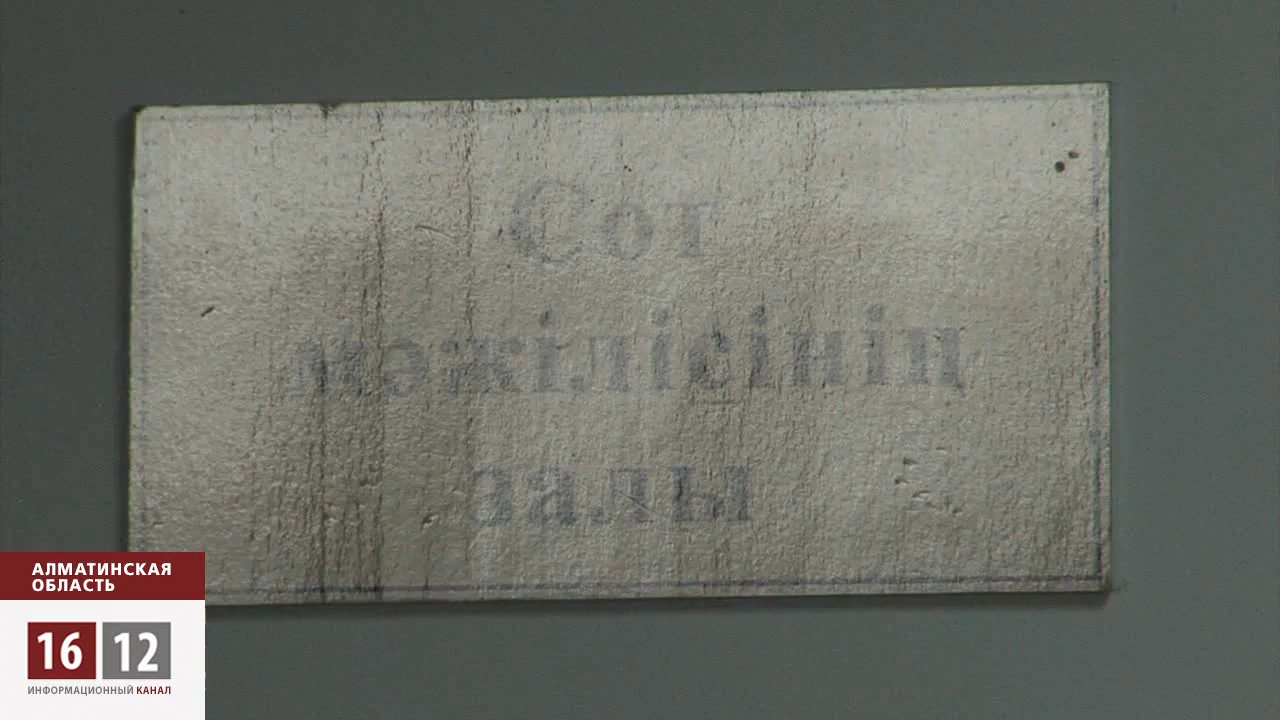 Сот
мәжілісінің
залы
АЛМАТИНСКАЯ
ОБЛАСТЬ
16 12
ИНФОРМАЦИОННЫЙ КАНАЛ